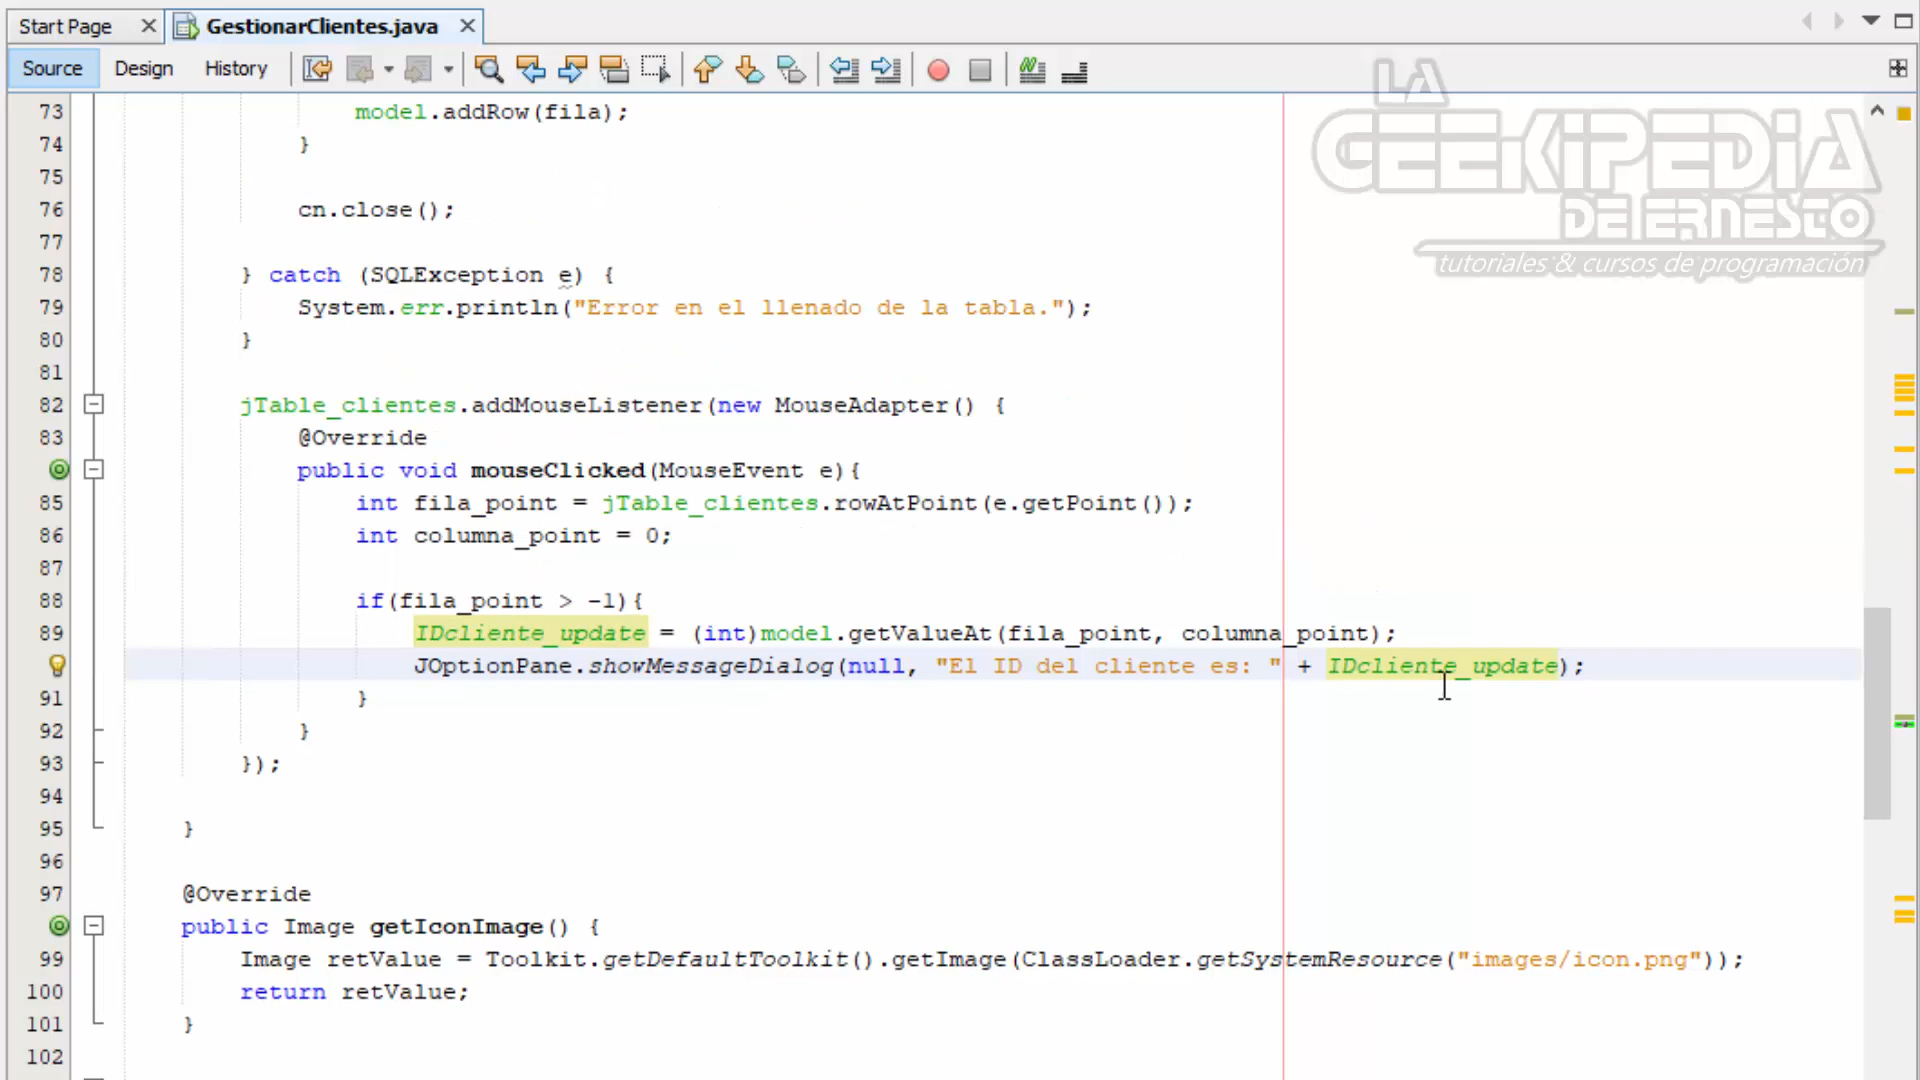 Start Page GestionarClientes.java
Source Design History
LA
GEEKIPEDIA
DE ERNESTO
tutoriales & cursos de programación
73 model.addRow(fila);
74 }
75
76 cn.close();
77
78 } catch (SQLException e) {
79 System.err.println("Error en el llenado de la tabla.");
80 }
81
82 jTable_clientes.addMouseListener(new MouseAdapter() {
83 @Override
public void mouseClicked(MouseEvent e){
85 int fila_point = jTable_clientes.rowAtPoint(e.getPoint());
86 int columna_point = 0;
87
88 if(fila_point > -1){
89 IDcliente_update = (int)model.getValueAt(fila_point, columna_point);
JOptionPane.showMessageDialog(null, "El ID del cliente es: " + IDcliente_update);
91 }
92 }
93 });
94
95 }
96
97 @Override
public Image getIconImage() {
99 Image retValue = Toolkit.getDefaultToolkit().getImage(ClassLoader.getSystemResource("images/icon.png"));
100 return retValue;
101 }
102